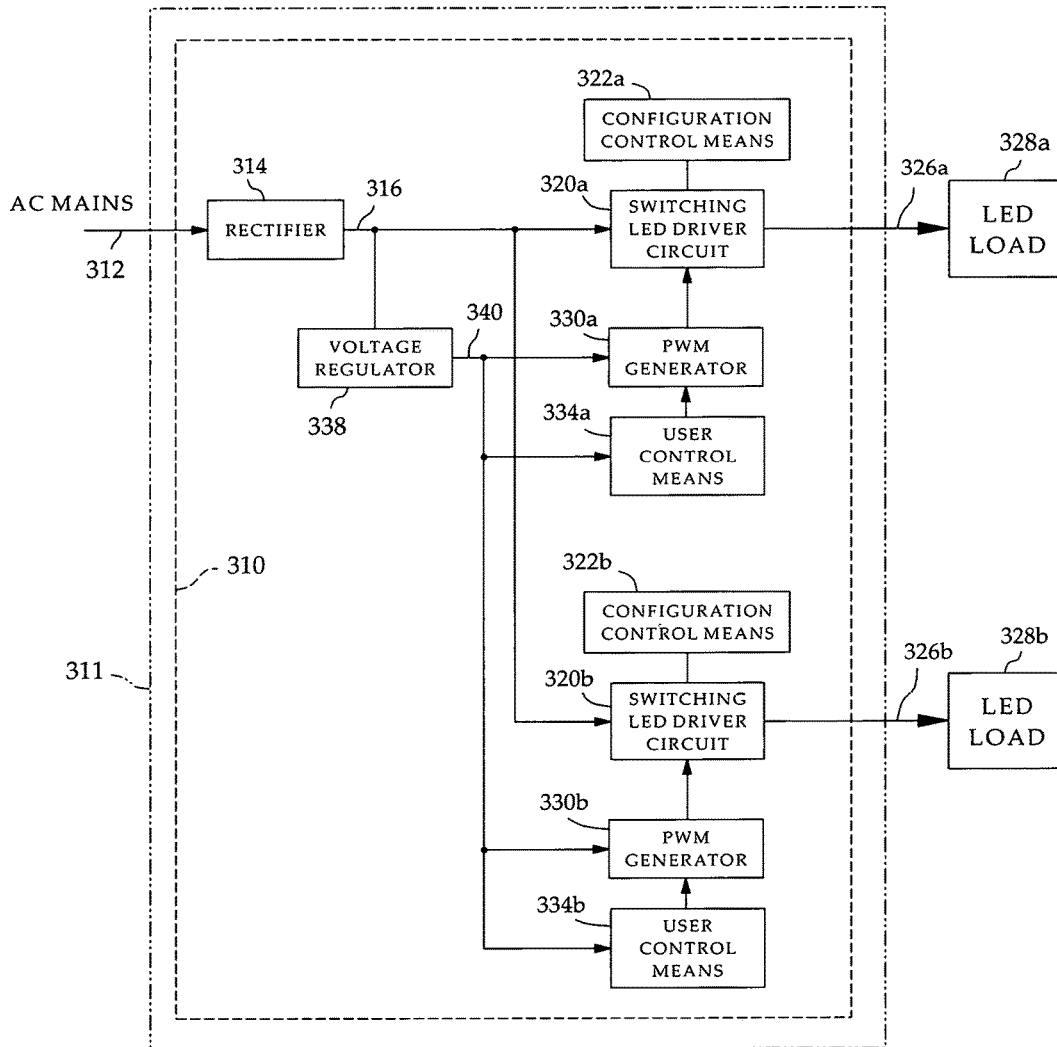 322a
CONFIGURATION
CONTROL MEANS
328a
314
320a
326a
AC MAINS
316
RECTIFIER
SWITCHING
LED DRIVER
CIRCUIT
LED
LOAD
312
340
330a
VOLTAGE
REGULATOR
PWM
GENERATOR
338
334a
USER
CONTROL
MEANS
310
322b
CONFIGURATION
CONTROL MEANS
328b
311
320b
326b
SWITCHING
LED DRIVER
CIRCUIT
LED
LOAD
330b
PWM
GENERATOR
334b
USER
CONTROL
MEANS